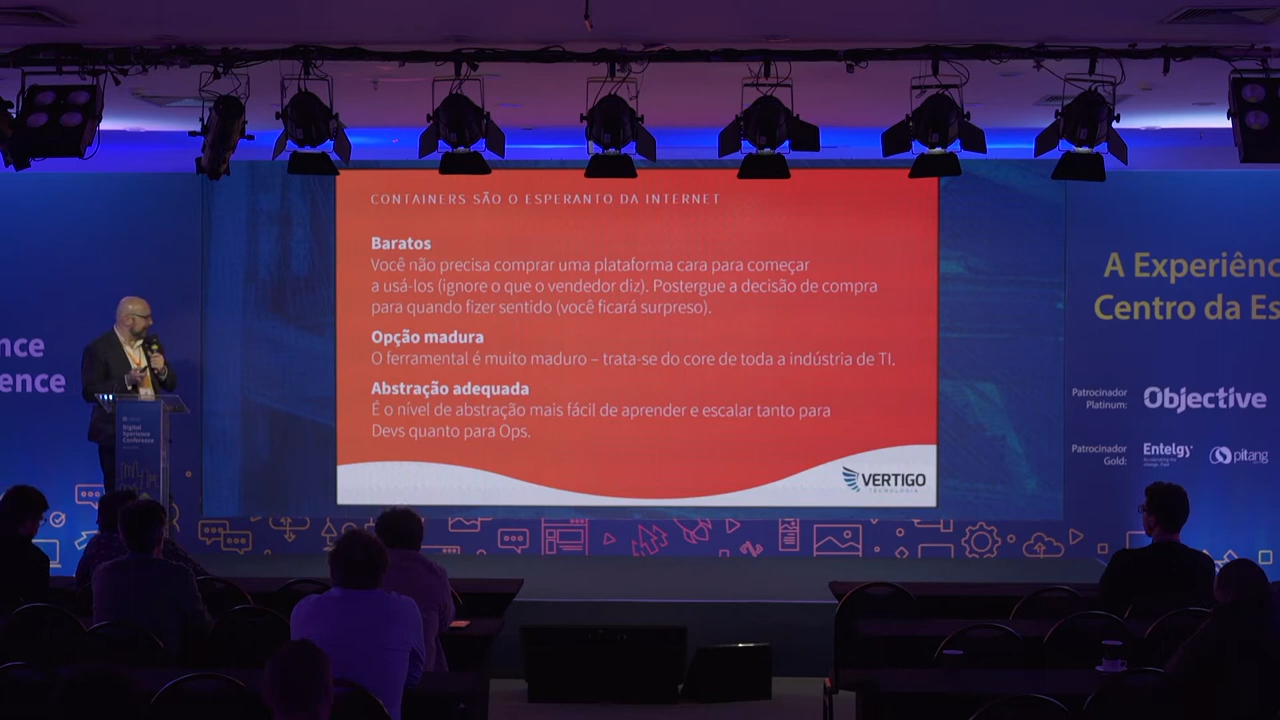 CONTAINERS SÃO O ESPERANTO DA INTERNET
Baratos
Você não precisa comprar uma plataforma cara para começar
a usá-los (ignore o que o vendedor diz). Postergue a decisão de compra
para quando fizer sentido (você ficará surpreso).
Opção madura
O ferramental é muito maduro – trata-se do core de toda a indústria de TI.
Abstração adequada
É o nível de abstração mais fácil de aprender e escalar tanto para
Devs quanto para Ops.
VERTIGO
TECNOLOGIA
nce
ence
Digital
Xperience
Conference
A Experiênc
Centro da Es
Patrocinador
Platinum:
Objective
Patrocinador
Gold:
Entelgy
pitang